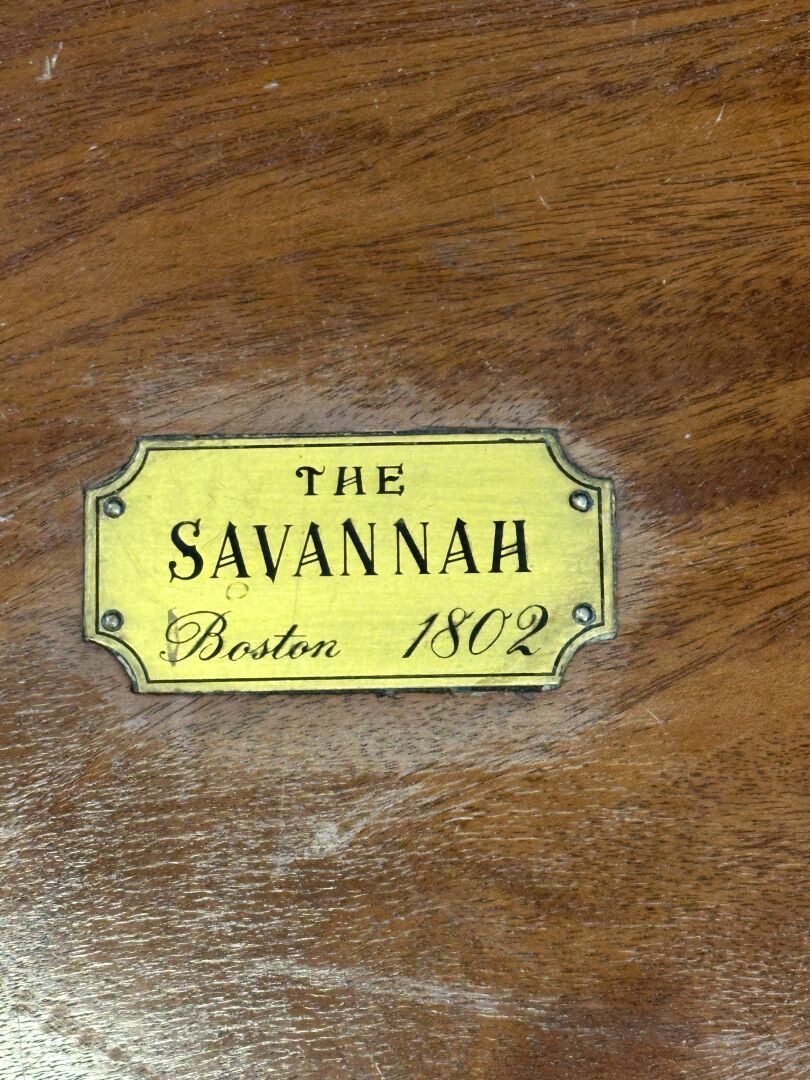 THE
SAVANNAH
Boston 1802